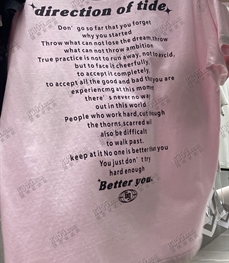 direction of tide
Don't go so far that you forget
why you started
Throw what can not lose the dream, throw
what can not throw ambition
True practice is not to run away, not to avoid,
but to face it cheerfully,
to accept it completely,
to accept all the good and bad that you are
experiencing at this moment
there's never no way
out in this world
People who work hard, cut trough
the thorns, scarred wil
also be difficult
to walk past.
keep at it No one is better than you
You just don't try
hard enough
Better you.